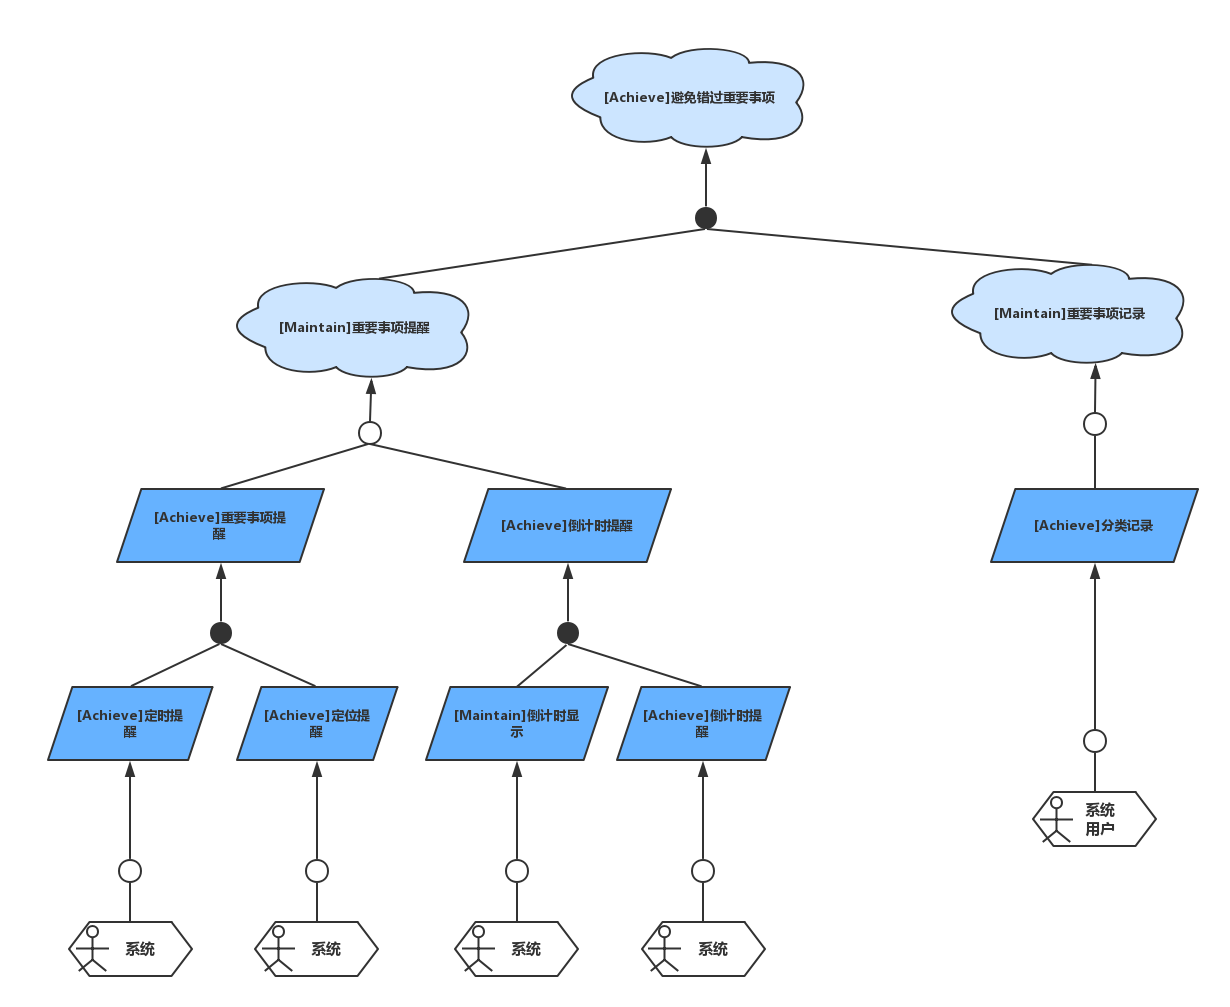 [Achieve]避免错过重要事项
[Maintain]重要事项提醒
[Maintain]重要事项记录
[Achieve]重要事项提
醒
[Achieve]倒计时提醒
[Achieve]分类记录
[Achieve]定时提
醒
[Achieve]定位提
醒
[Maintain]倒计时显
示
[Achieve]倒计时提
醒
系统
用户
系统
系统
系统
系统